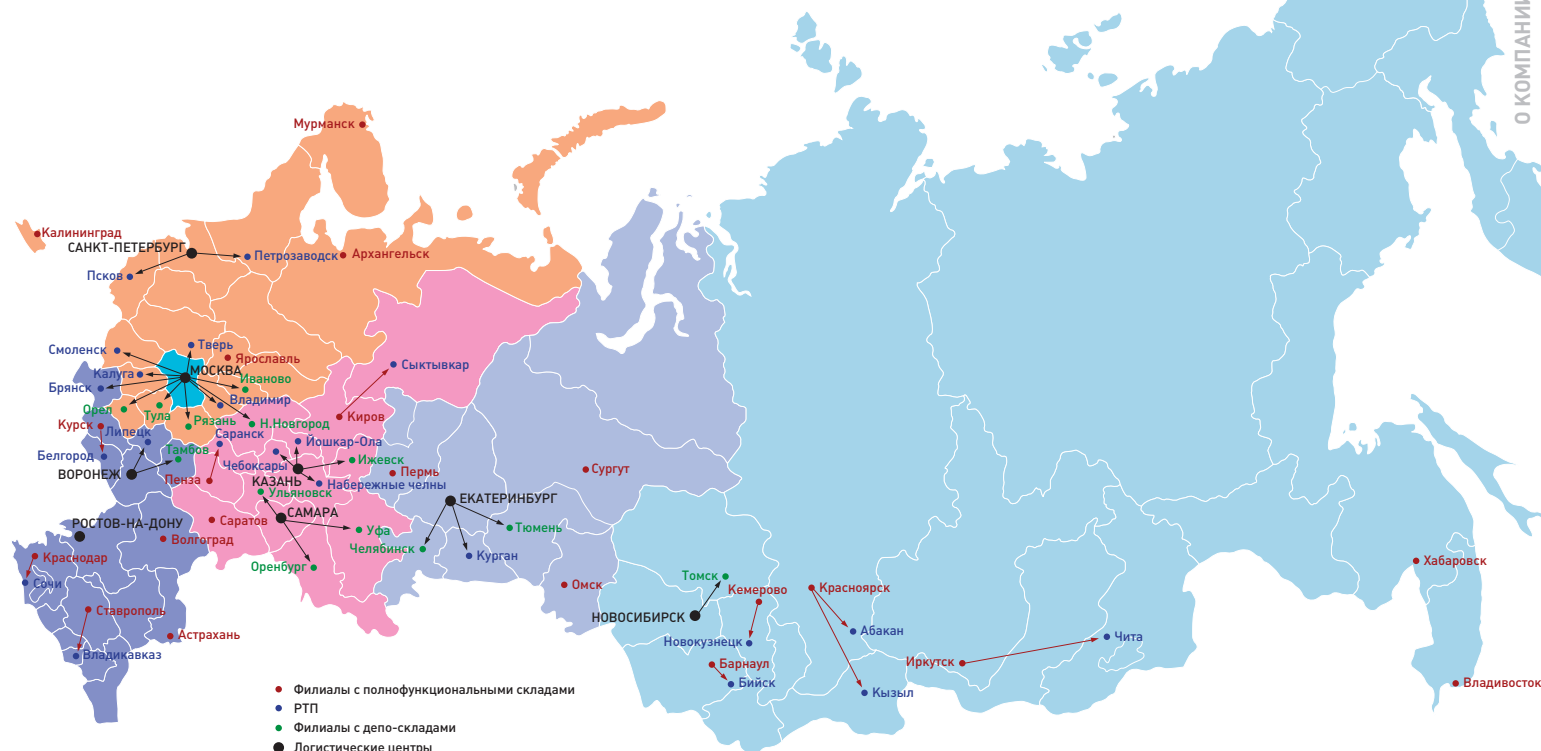 О КОМПАНИИ
Мурманск
Калининград
САНКТ-ПЕТЕРБУРГ
Петрозаводск
Архангельск
Псков
Смоленск
Тверь
Ярославль
МОСКВА
Сыктывкар
Калуга
Иваново
Брянск
Владимир
Орел
Тула
Рязань
Н.Новгород
Киров
Курск
Липецк
Саранск
Йошкар-Ола
Белгород
Тамбов
Чебоксары
Ижевск
ВОРОНЕЖ
Пенза
КАЗАНЬ
Набережные челны
Пермь
Сургут
Ульяновск
ЕКАТЕРИНБУРГ
САМАРА
РОСТОВ-НА-ДОНУ
Саратов
Уфа
Тюмень
Волгоград
Челябинск
Курган
Краснодар
Оренбург
Хабаровск
Сочи
Омск
Томск
Кемерово
Красноярск
Ставрополь
НОВОСИБИРСК
Абакан
Астрахань
Новокузнецк
Чита
Владикавказ
Барнаул
Иркутск
Бийск
Кызыл
Владивосток
Филиалы с полнофункциональными складами
РТП
Филиалы с депо-складами
Логистические центры